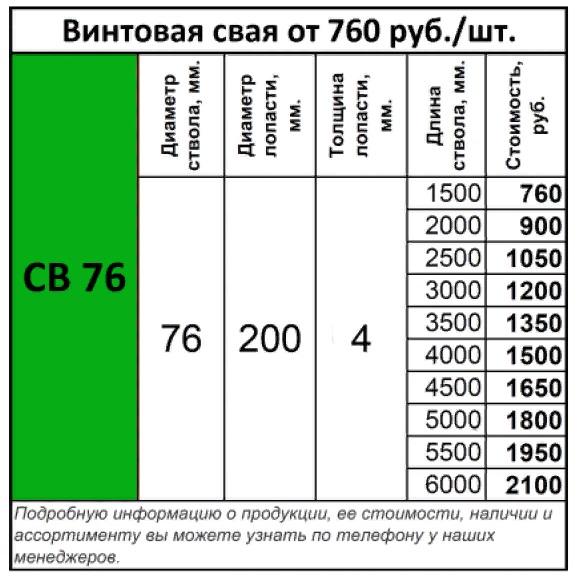 Винтовая свая от 760 руб./шт.
СВ 76
Диаметр
ствола, мм.
Диаметр
лопасти,
мм.
Толщина
лопасти,
мм.
Длина
ствола, мм.
Стоимость,
руб.
76
200
4
1500 760
2000 900
2500 1050
3000 1200
3500 1350
4000 1500
4500 1650
5000 1800
5500 1950
6000 2100
Подробную информацию о продукции, ее стоимости, наличии и
ассортименту вы можете узнать по телефону у наших
менеджеров.